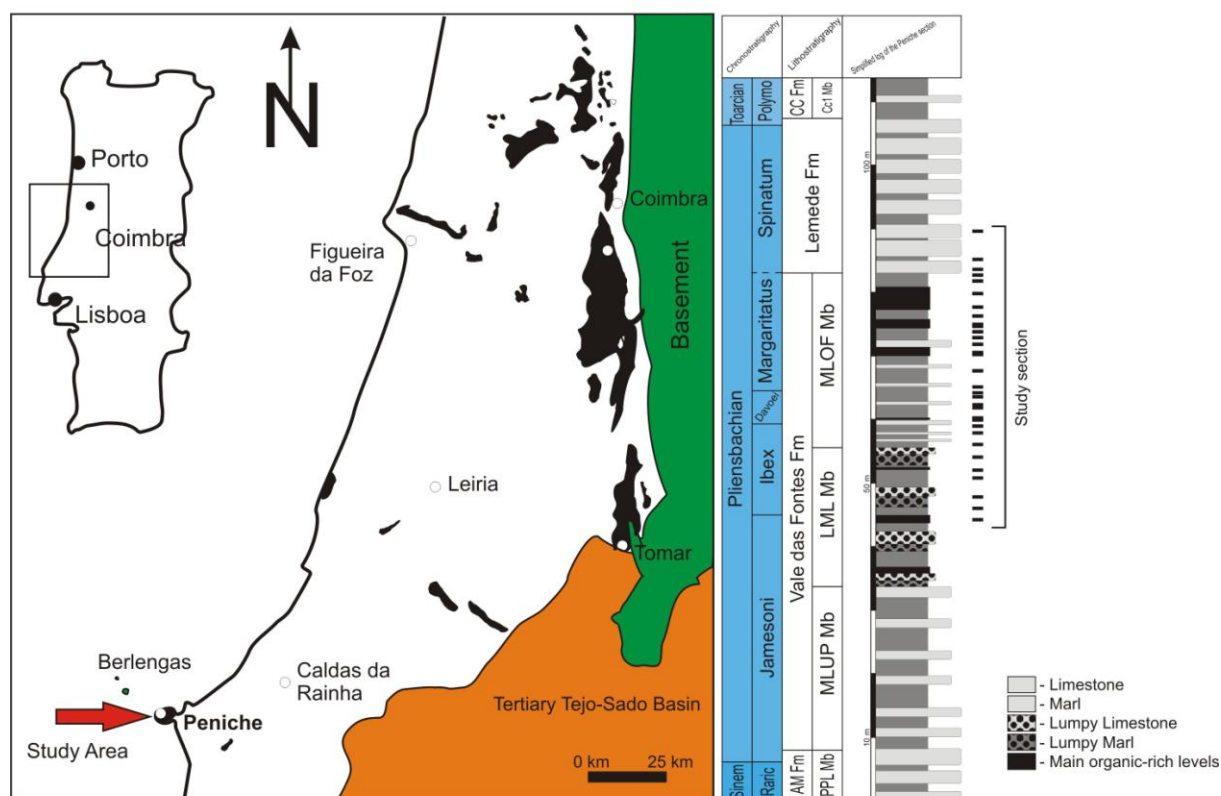 N
Porto
Coimbra
Lisboa
Figueira
da Foz
Coimbra
Basement
Leiria
Tomar
Berlengas
Caldas da
Rainha
Peniche
Study Area
Tertiary Tejo-Sado Basin
0 km 25 km
Chronostratigraphy
Lithostratigraphy
Simplified log of the Peniche section
Toarcian
Polymo
CC Fm
Cc1 Mb
Pliensbachian
Spinatum
Lemede Fm
Margaritatus
MLOF Mb
Davoei
Ibex
Vale das Fontes Fm
LML Mb
Jamesoni
MLUP Mb
Sinem
Raric
AM Fm
PPL Mb
100 m
50 m
10 m
Study section
- Limestone
- Marl
- Lumpy Limestone
- Lumpy Marl
- Main organic-rich levels